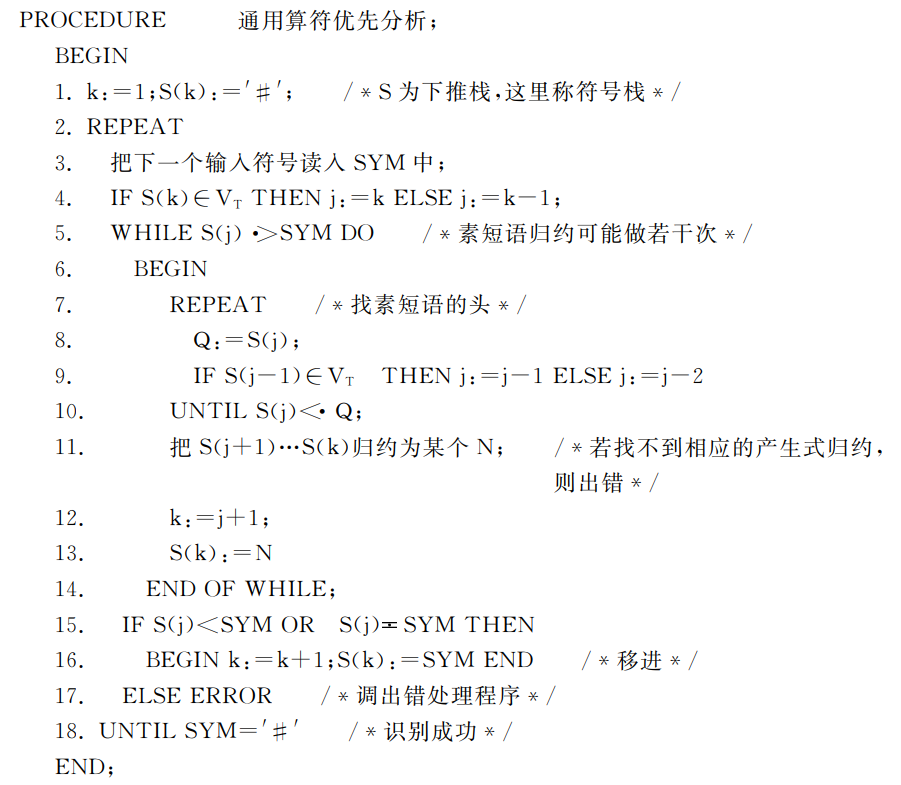 PROCEDURE 通用算符优先分析;
BEGIN
1. k:=1;S(k):='#'; /*S为下推栈,这里称符号栈*/
2. REPEAT
3. 把下一个输入符号读入 SYM 中;
4. IF S(k)∈V_T THEN j:=k ELSE j:=k-1;
5. WHILE S(j) ⋗SYM DO /*素短语归约可能做若干次*/
6. BEGIN
7. REPEAT /*找素短语的头*/
8. Q:=S(j);
9. IF S(j-1)∈V_T THEN j:=j-1 ELSE j:=j-2
10. UNTIL S(j)⋖Q;
11. 把 S(j+1)…S(k)归约为某个 N; /*若找不到相应的产生式归约,
则出错*/
12. k:=j+1;
13. S(k):=N
14. END OF WHILE;
15. IF S(j)<SYM OR S(j)≖SYM THEN
16. BEGIN k:=k+1;S(k):=SYM END /*移进*/
17. ELSE ERROR /*调出错处理程序*/
18. UNTIL SYM='#' /*识别成功*/
END;